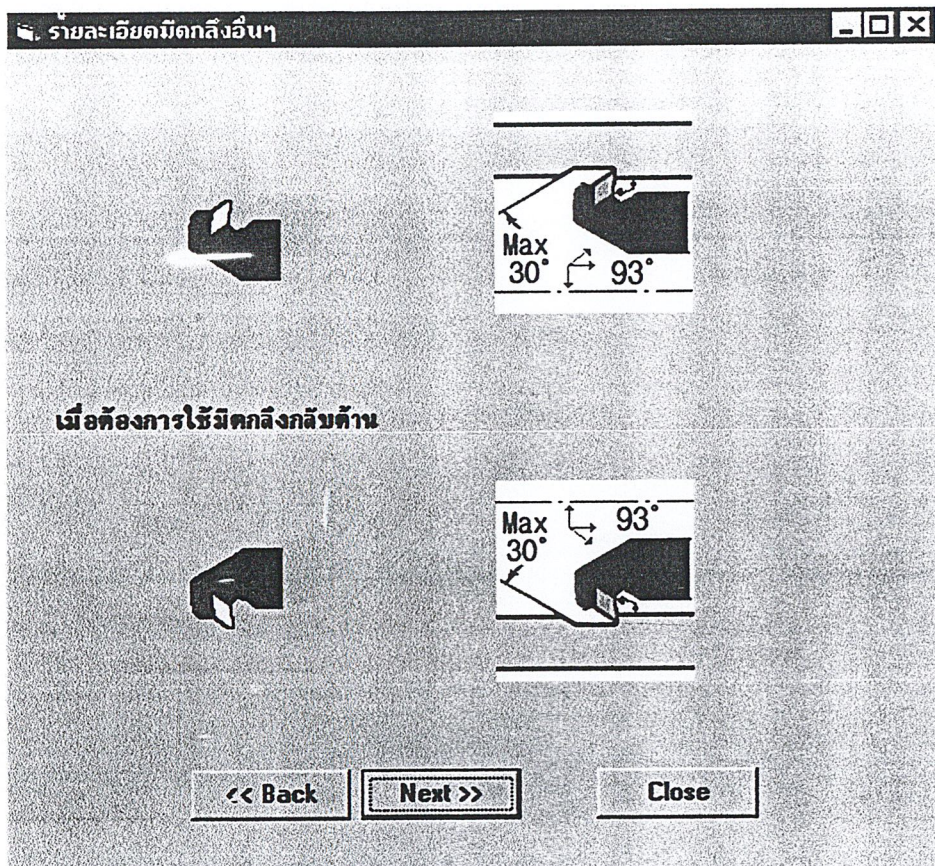 รายละเอียดมีดกลึงอื่นๆ
Max
30° 93°
เมื่อต้องการใช้มีดกลึงกลับด้าน
Max 93°
30°
<< Back Next >> Close